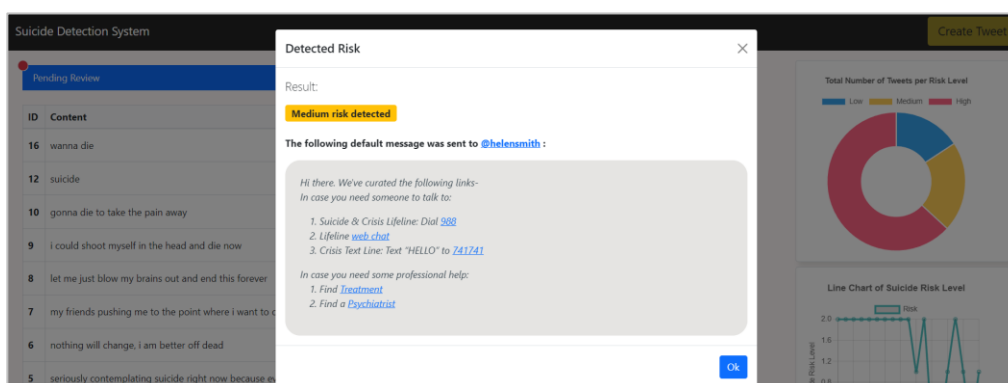 Suicide Detection System
Create Tweet
Pending Review
ID Content
16 wanna die
12 suicide
10 gonna die to take the pain away
9 i could shoot myself in the head and die now
8 let me just blow my brains out and end this forever
7 my friends pushing me to the point where i want to
6 nothing will change, i am better off dead
5 seriously contemplating suicide right now because
Detected Risk
Result:
Medium risk detected
The following default message was sent to @helensmith :
Hi there. We've curated the following links-
In case you need someone to talk to:
1. Suicide & Crisis Lifeline: Dial 988
2. Lifeline web chat
3. Crisis Text Line: Text "HELLO" to 741741
In case you need some professional help:
1. Find Treatment
2. Find a Psychiatrist
Ok
Total Number of Tweets per Risk Level
Low Medium High
Line Chart of Suicide Risk Level
Risk
2.0
1.6
1.2
0.8
Risk Level